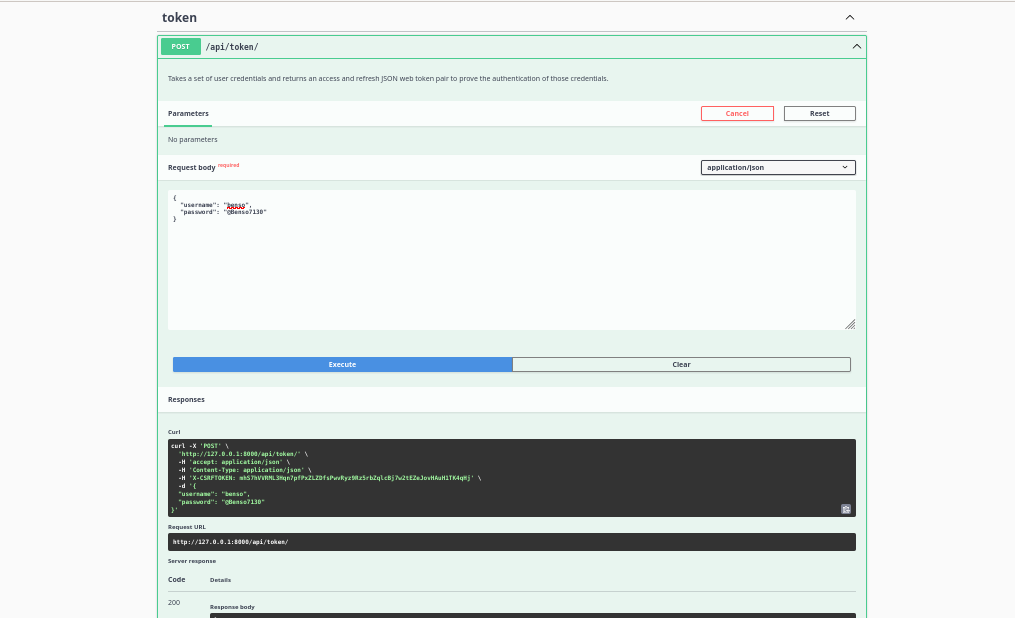 token
POST /api/token/
Takes a set of user credentials and returns an access and refresh JSON web token pair to prove the authentication of those credentials.
Parameters
Cancel
Reset
No parameters
Request body required
application/json
{
"username": "benso",
"password": "@Benso7130"
}
Execute
Clear
Responses
Curl
curl -X 'POST' \
'http://127.0.0.1:8000/api/token/' \
-H 'accept: application/json' \
-H 'Content-Type: application/json' \
-H 'X-CSRFTOKEN: \
-d '{
"username": "benso",
"password": "@Benso7130"
}'
Request URL
http://127.0.0.1:8000/api/token/
Server response
Code
Details
200
Response body